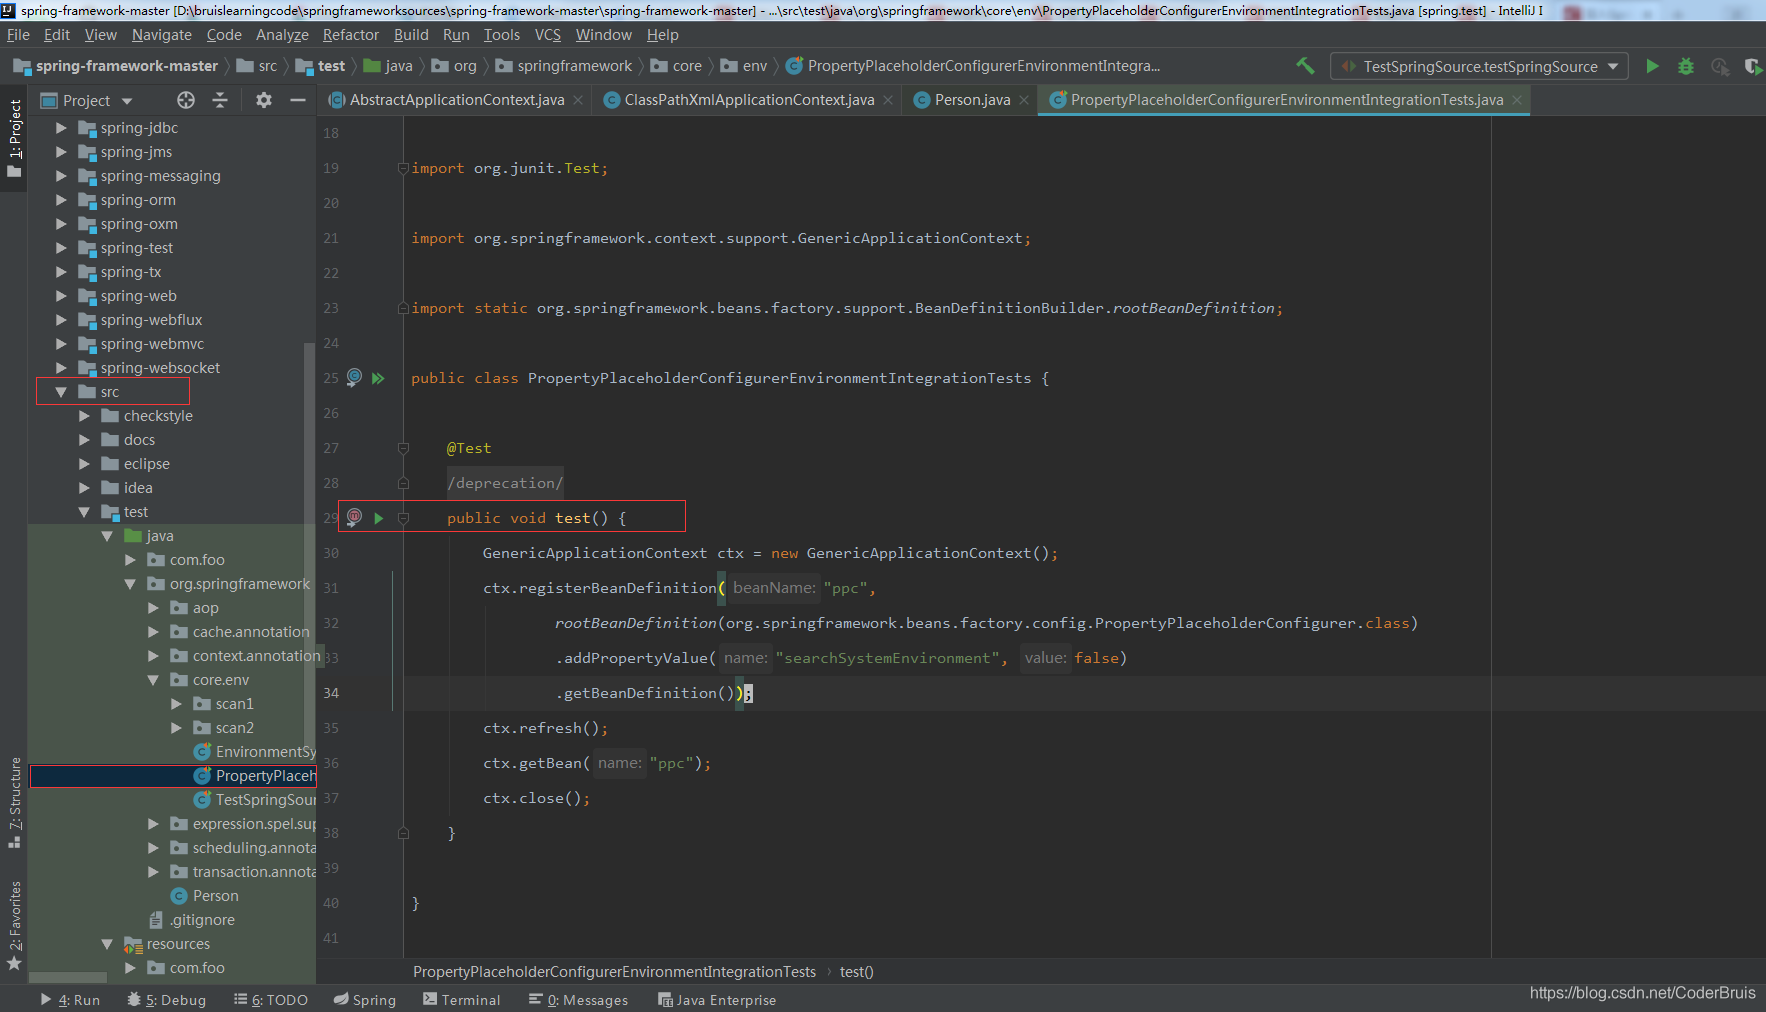 spring-framework-master [D:\bruislearningcode\springframeworksources\spring-framework-master\spring-framework-master] - ...\src\test\java\org\springframework\core\env\PropertyPlaceholderConfigurerEnvironmentIntegrationTests.java [spring.test] - IntelliJ I
File Edit View Navigate Code Analyze Refactor Build Run Tools VCS Window Help
spring-framework-master src test java org springframework core env PropertyPlaceholderConfigurerEnvironmentIntegra... TestSpringSource.testSpringSource
Project AbstractApplicationContext.java ClassPathXmlApplicationContext.java Person.java PropertyPlaceholderConfigurerEnvironmentIntegrationTests.java
1: Project
7: Structure
2: Favorites
spring-jdbc
spring-jms
spring-messaging
spring-orm
spring-oxm
spring-test
spring-tx
spring-web
spring-webflux
spring-webmvc
spring-websocket
src
checkstyle
docs
eclipse
idea
test
java
com.foo
org.springframework
aop
cache.annotation
context.annotation
core.env
scan1
scan2
EnvironmentSy
PropertyPlaceh
TestSpringSour
expression.spel.sup
scheduling.annota
transaction.annota
Person
.gitignore
resources
com.foo
18
19 import org.junit.Test;
20
21 import org.springframework.context.support.GenericApplicationContext;
22
23 import static org.springframework.beans.factory.support.BeanDefinitionBuilder.rootBeanDefinition;
24
25 public class PropertyPlaceholderConfigurerEnvironmentIntegrationTests {
26
27 @Test
28 /deprecation/
29 public void test() {
30 GenericApplicationContext ctx = new GenericApplicationContext();
31 ctx.registerBeanDefinition( beanName: "ppc",
32 rootBeanDefinition(org.springframework.beans.factory.config.PropertyPlaceholderConfigurer.class)
33 .addPropertyValue( name: "searchSystemEnvironment", value: false)
34 .getBeanDefinition());
35 ctx.refresh();
36 ctx.getBean( name: "ppc");
37 ctx.close();
38 }
39
40 }
41
PropertyPlaceholderConfigurerEnvironmentIntegrationTests › test()
4: Run 5: Debug 6: TODO Spring Terminal 0: Messages Java Enterprise
https://blog.csdn.net/CoderBruis